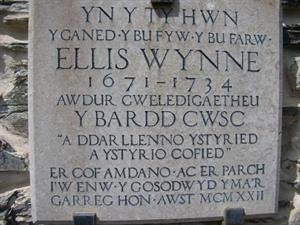 YN Y TY HWN
Y GANED · Y BU FYW · Y BU FARW ·
ELLIS WYNNE
1671–1734
AWDUR GWELEDIGAETHEU
Y BARDD CWSC
"A DDARLLENNO YSTYRIED
A YSTYRIO COFIED"
ER COF AMDANO · AC ER PARCH
I'W ENW · Y GOSODWYD YMA'R
GARREG HON · AWST MCMXXII